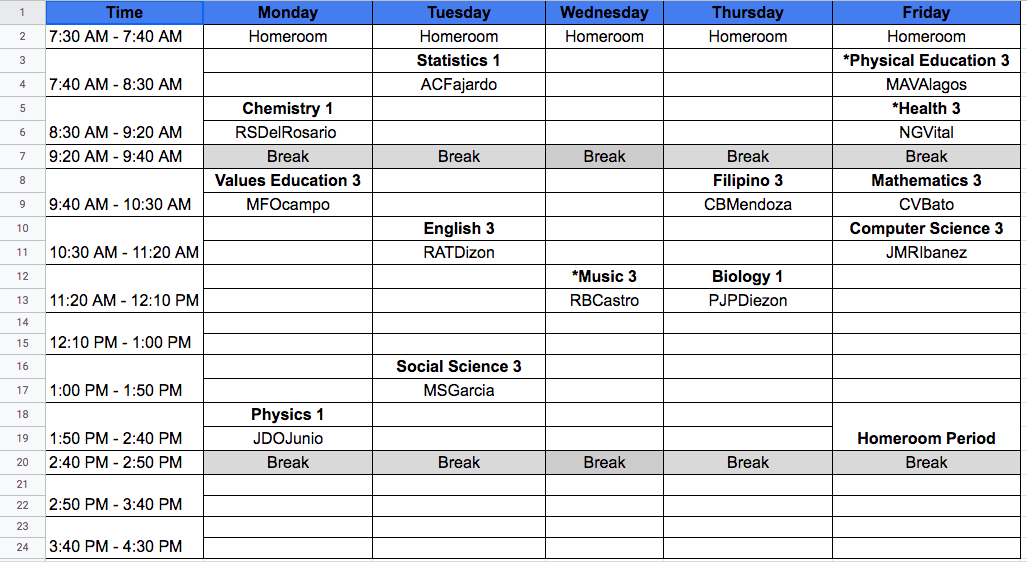 1 Time Monday Tuesday Wednesday Thursday Friday
2 7:30 AM - 7:40 AM Homeroom Homeroom Homeroom Homeroom Homeroom
3 Statistics 1 *Physical Education 3
4 7:40 AM - 8:30 AM ACFajardo MAVAlagos
5 Chemistry 1 *Health 3
6 8:30 AM - 9:20 AM RSDelRosario NGVital
7 9:20 AM - 9:40 AM Break Break Break Break Break
8 Values Education 3 Filipino 3 Mathematics 3
9 9:40 AM - 10:30 AM MFOcampo CBMendoza CVBato
10 English 3 Computer Science 3
11 10:30 AM - 11:20 AM RATDizon JMRIbanez
12 *Music 3 Biology 1
13 11:20 AM - 12:10 PM RBCastro PJPDiezon
14
15 12:10 PM - 1:00 PM
16 Social Science 3
17 1:00 PM - 1:50 PM MSGarcia
18 Physics 1
19 1:50 PM - 2:40 PM JDOJunio Homeroom Period
20 2:40 PM - 2:50 PM Break Break Break Break Break
21
22 2:50 PM - 3:40 PM
23
24 3:40 PM - 4:30 PM